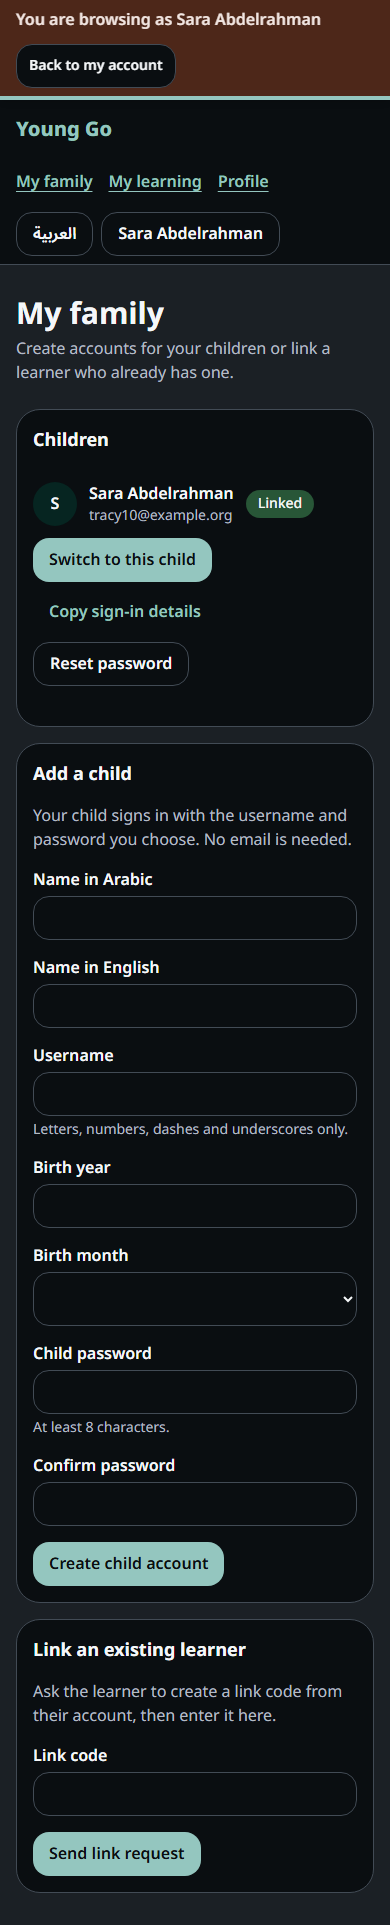 You are browsing as Sara Abdelrahman
Back to my account
Young Go
My family My learning Profile
العربية Sara Abdelrahman
My family
Create accounts for your children or link a
learner who already has one.
Children
S
Sara Abdelrahman
tracy10@example.org
Linked
Switch to this child
Copy sign-in details
Reset password
Add a child
Your child signs in with the username and
password you choose. No email is needed.
Name in Arabic
Name in English
Username
Letters, numbers, dashes and underscores only.
Birth year
Birth month
Child password
At least 8 characters.
Confirm password
Create child account
Link an existing learner
Ask the learner to create a link code from
their account, then enter it here.
Link code
Send link request